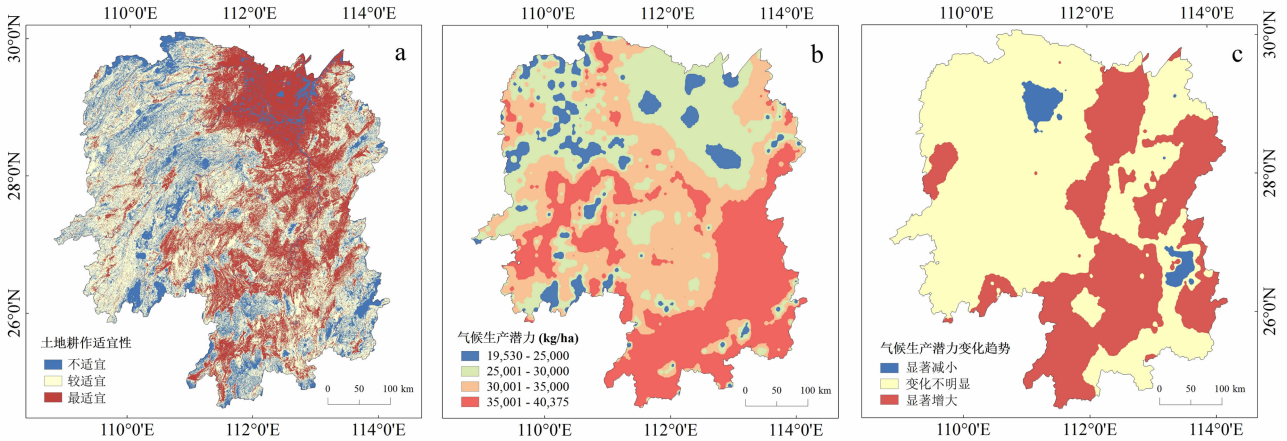 110°0′E 112°0′E 114°0′E
110°0′E 112°0′E 114°0′E
110°0′E 112°0′E 114°0′E
30°0′N
28°0′N
26°0′N
a
土地耕作适宜性
不适宜
较适宜
最适宜
0 50 100 km
b
气候生产潜力 (kg/ha)
19,530 - 25,000
25,001 - 30,000
30,001 - 35,000
35,001 - 40,375
0 50 100 km
c
气候生产潜力变化趋势
显著减小
变化不明显
显著增大
0 50 100 km
30°0′N
28°0′N
26°0′N
110°0′E 112°0′E 114°0′E
110°0′E 112°0′E 114°0′E
110°0′E 112°0′E 114°0′E